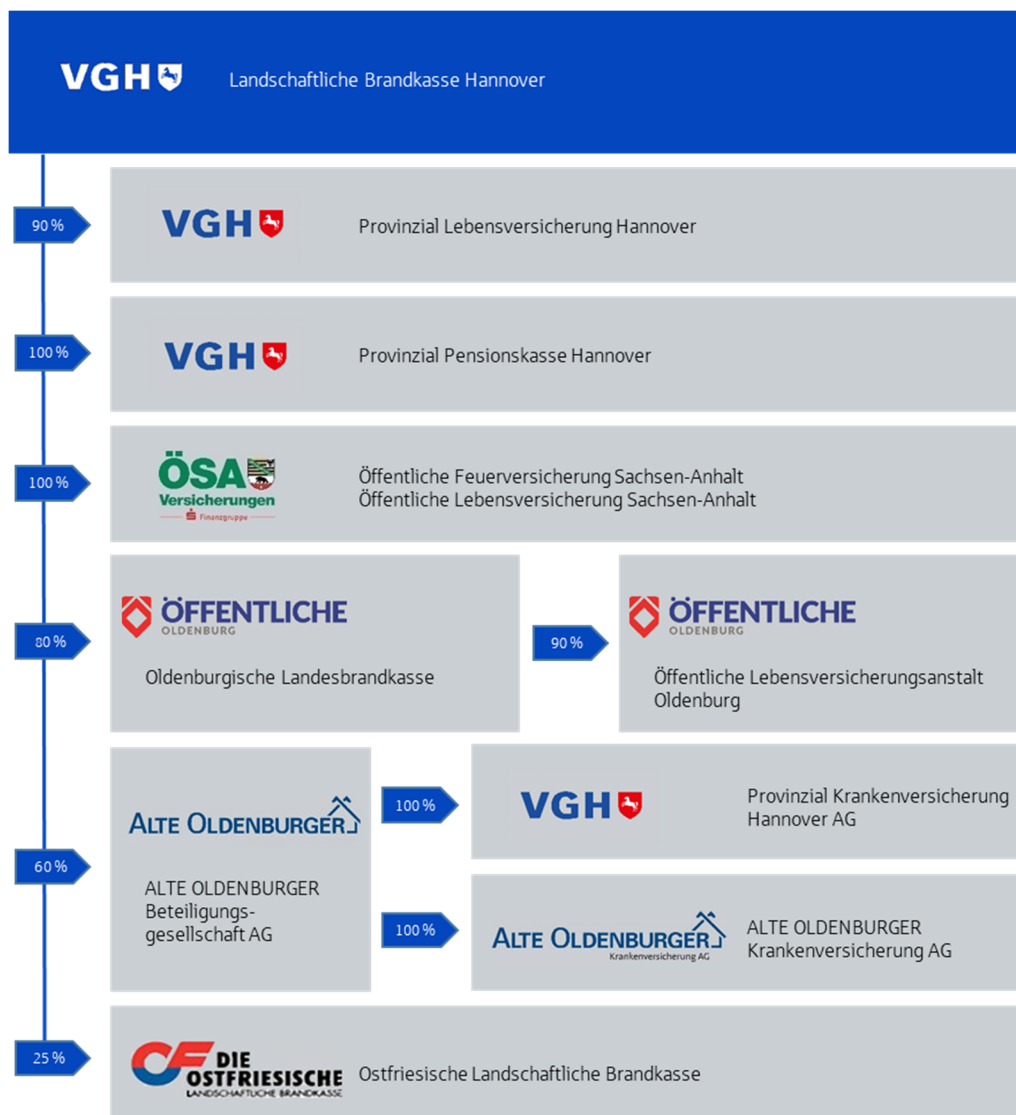 VGH
Landschaftliche Brandkasse Hannover
90 %
VGH
Provinzial Lebensversicherung Hannover
100 %
VGH
Provinzial Pensionskasse Hannover
100 %
ÖSA
Versicherungen
Finanzgruppe
Öffentliche Feuerversicherung Sachsen-Anhalt
Öffentliche Lebensversicherung Sachsen-Anhalt
80 %
ÖFFENTLICHE
OLDENBURG
Oldenburgische Landesbrandkasse
90 %
ÖFFENTLICHE
OLDENBURG
Öffentliche Lebensversicherungsanstalt
Oldenburg
60 %
ALTE OLDENBURGER
ALTE OLDENBURGER
Beteiligungs-
gesellschaft AG
100 %
VGH
Provinzial Krankenversicherung
Hannover AG
100 %
ALTE OLDENBURGER
Krankenversicherung AG
ALTE OLDENBURGER
Krankenversicherung AG
25 %
DIE
OSTFRIESISCHE
LANDSCHAFTLICHE BRANDKASSE
Ostfriesische Landschaftliche Brandkasse